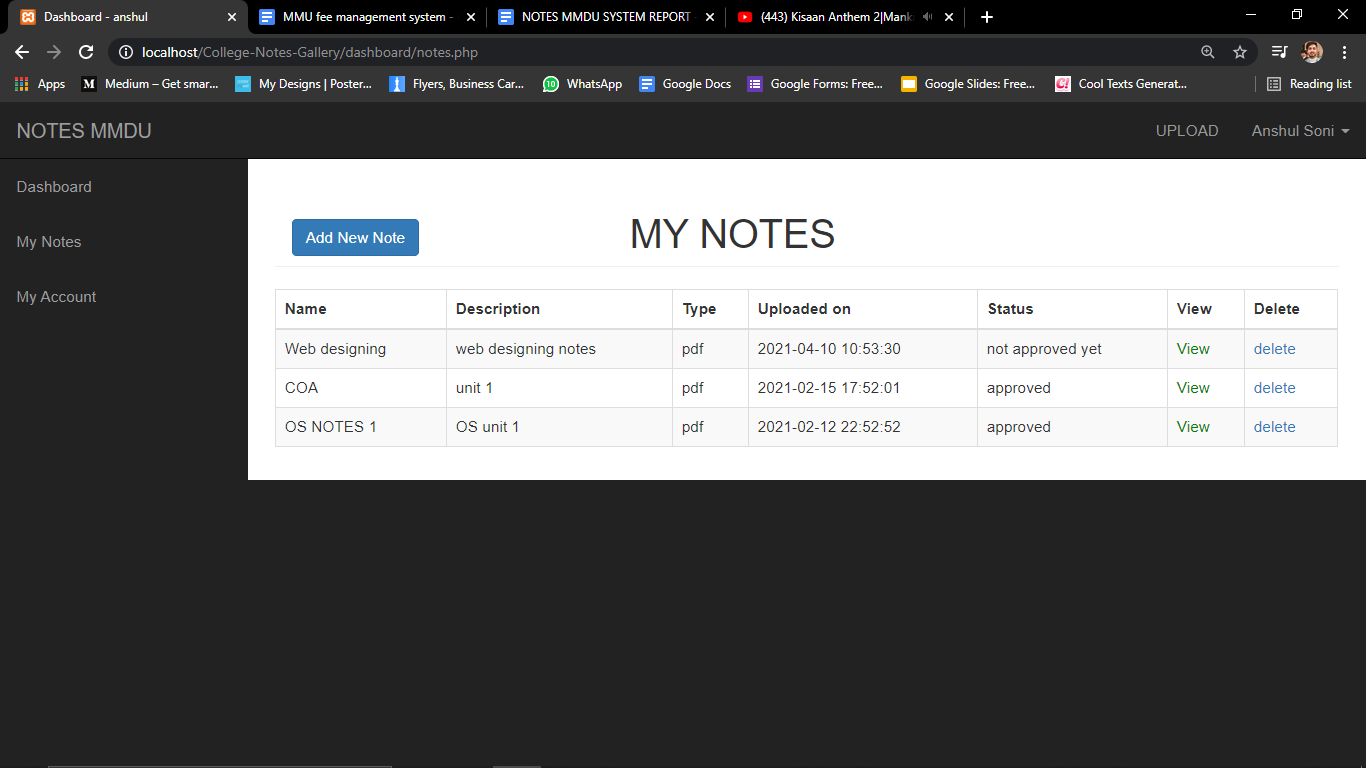 Dashboard - anshul
MMU fee management system -
NOTES MMDU SYSTEM REPORT
(443) Kisaan Anthem 2|Mank
localhost/College-Notes-Gallery/dashboard/notes.php
Apps
M Medium – Get smar...
My Designs | Poster...
Flyers, Business Car...
10 WhatsApp
Google Docs
Google Forms: Free...
Google Slides: Free...
Cool Texts Generat...
Reading list
NOTES MMDU
UPLOAD
Anshul Soni
Dashboard
My Notes
My Account
Add New Note
MY NOTES
Name Description Type Uploaded on Status View Delete
Web designing web designing notes pdf 2021-04-10 10:53:30 not approved yet View delete
COA unit 1 pdf 2021-02-15 17:52:01 approved View delete
OS NOTES 1 OS unit 1 pdf 2021-02-12 22:52:52 approved View delete